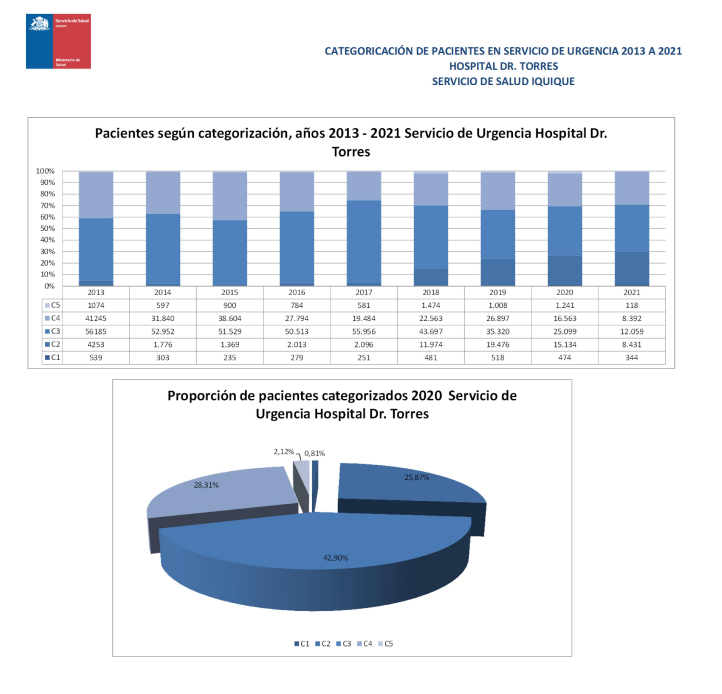 Servicio de Salud
Iquique
Ministerio de
Salud
CATEGORICACIÓN DE PACIENTES EN SERVICIO DE URGENCIA 2013 A 2021
HOSPITAL DR. TORRES
SERVICIO DE SALUD IQUIQUE
Pacientes según categorización, años 2013 - 2021 Servicio de Urgencia Hospital Dr.
Torres
100%
90%
80%
70%
60%
50%
40%
30%
20%
10%
0%
2013 2014 2015 2016 2017 2018 2019 2020 2021
C5 1074 597 900 784 581 1.474 1.008 1.241 118
C4 41245 31.840 38.604 27.794 19.484 22.563 26.897 16.563 8.392
C3 56185 52.952 51.529 50.513 55.956 43.697 35.320 25.099 12.059
C2 4253 1.776 1.369 2.013 2.096 11.974 19.476 15.134 8.431
C1 539 303 235 279 251 481 518 474 344
Proporción de pacientes categorizados 2020 Servicio de
Urgencia Hospital Dr. Torres
2,12% 0,81%
25,87%
28,31%
42,90%
C1 C2 C3 C4 C5